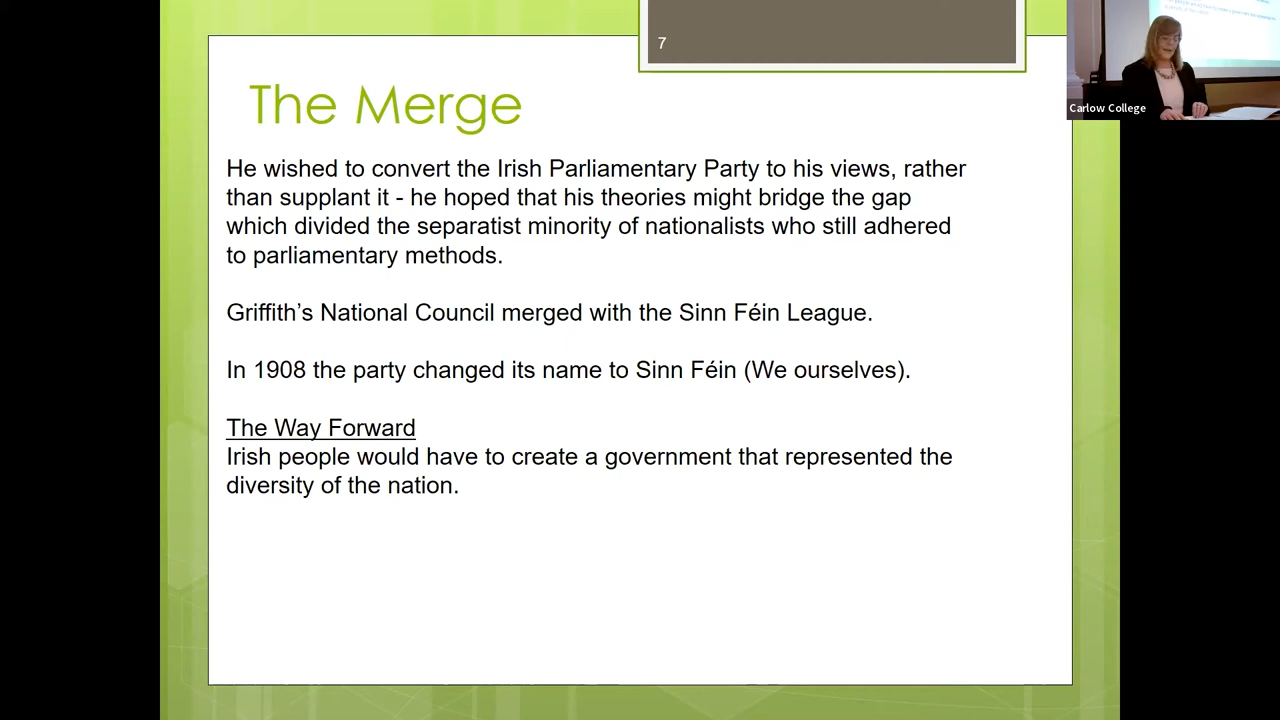 7
The Merge
He wished to convert the Irish Parliamentary Party to his views, rather
than supplant it - he hoped that his theories might bridge the gap
which divided the separatist minority of nationalists who still adhered
to parliamentary methods.
Griffith’s National Council merged with the Sinn Féin League.
In 1908 the party changed its name to Sinn Féin (We ourselves).
The Way Forward
Irish people would have to create a government that represented the
diversity of the nation.
Carlow College